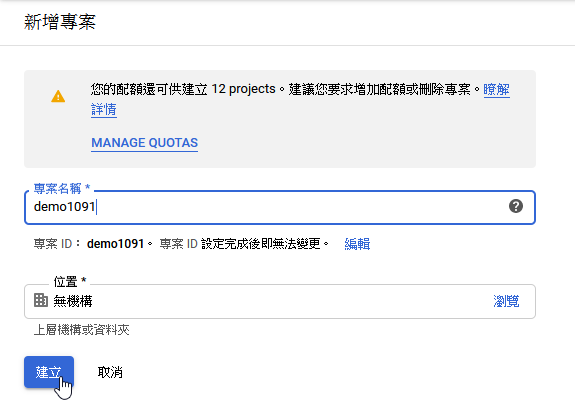 新增專案
您的配額還可供建立 12 projects。建議您要求增加配額或刪除專案。瞭解
詳情
MANAGE QUOTAS
專案名稱 *
demo1091
專案 ID： demo1091。 專案 ID 設定完成後即無法變更。 編輯
位置 *
無機構 瀏覽
上層機構或資料夾
建立 取消